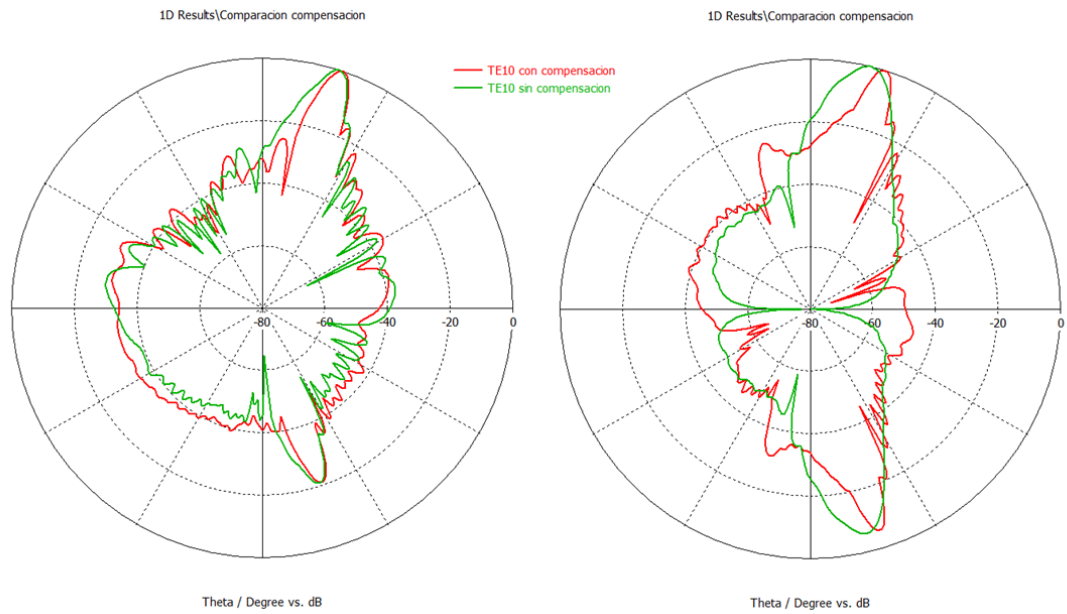 1D Results\Comparacion compensacion
1D Results\Comparacion compensacion
TE10 con compensacion
TE10 sin compensacion
-80 -60 -40 -20 0
-80 -60 -40 -20 0
Theta / Degree vs. dB
Theta / Degree vs. dB